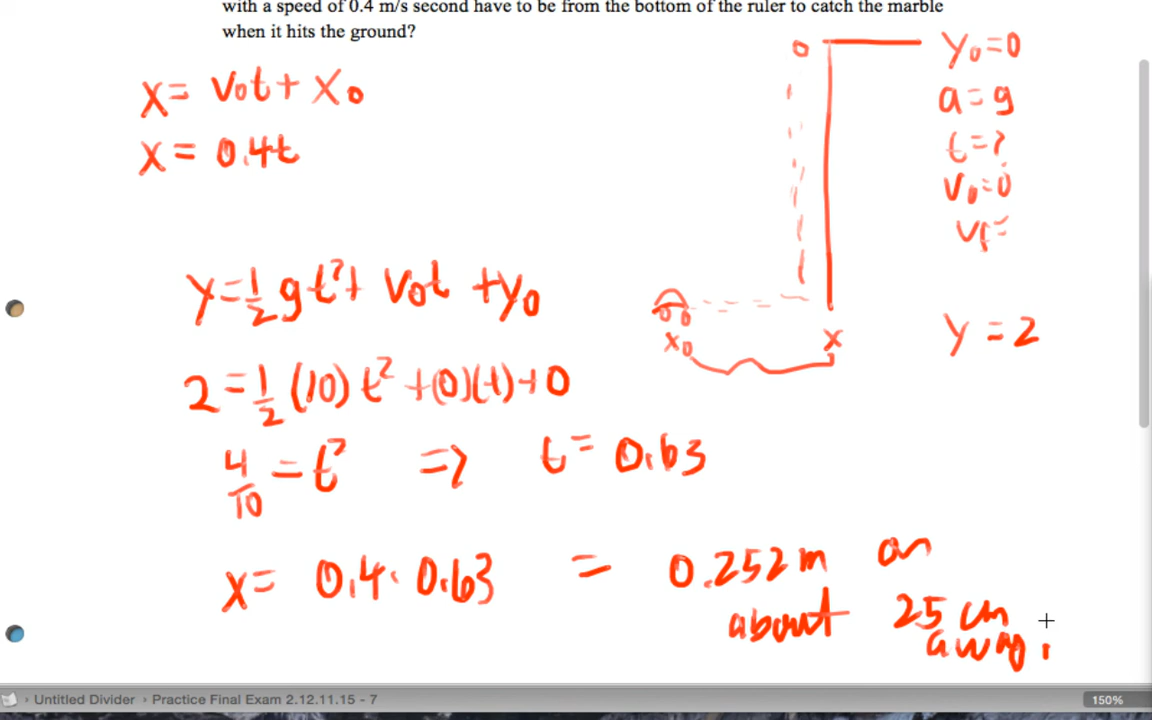 with a speed of 0.4 m/s second have to be from the bottom of the ruler to catch the marble
when it hits the ground?
x = v₀t + x₀
x = 0.4t
y₀ = 0
a = g
t = ?
v₀ = 0
vf =
y = 2
x₀ x
y = ½ g t² + v₀t + y₀
2 = ½ (10) t² + (0)(t) + 0
4/10 = t² => t = 0.63
x = 0.4 · 0.63 = 0.252 m or
about 25 cm
away.
Untitled Divider › Practice Final Exam 2.12.11.15 - 7
150%